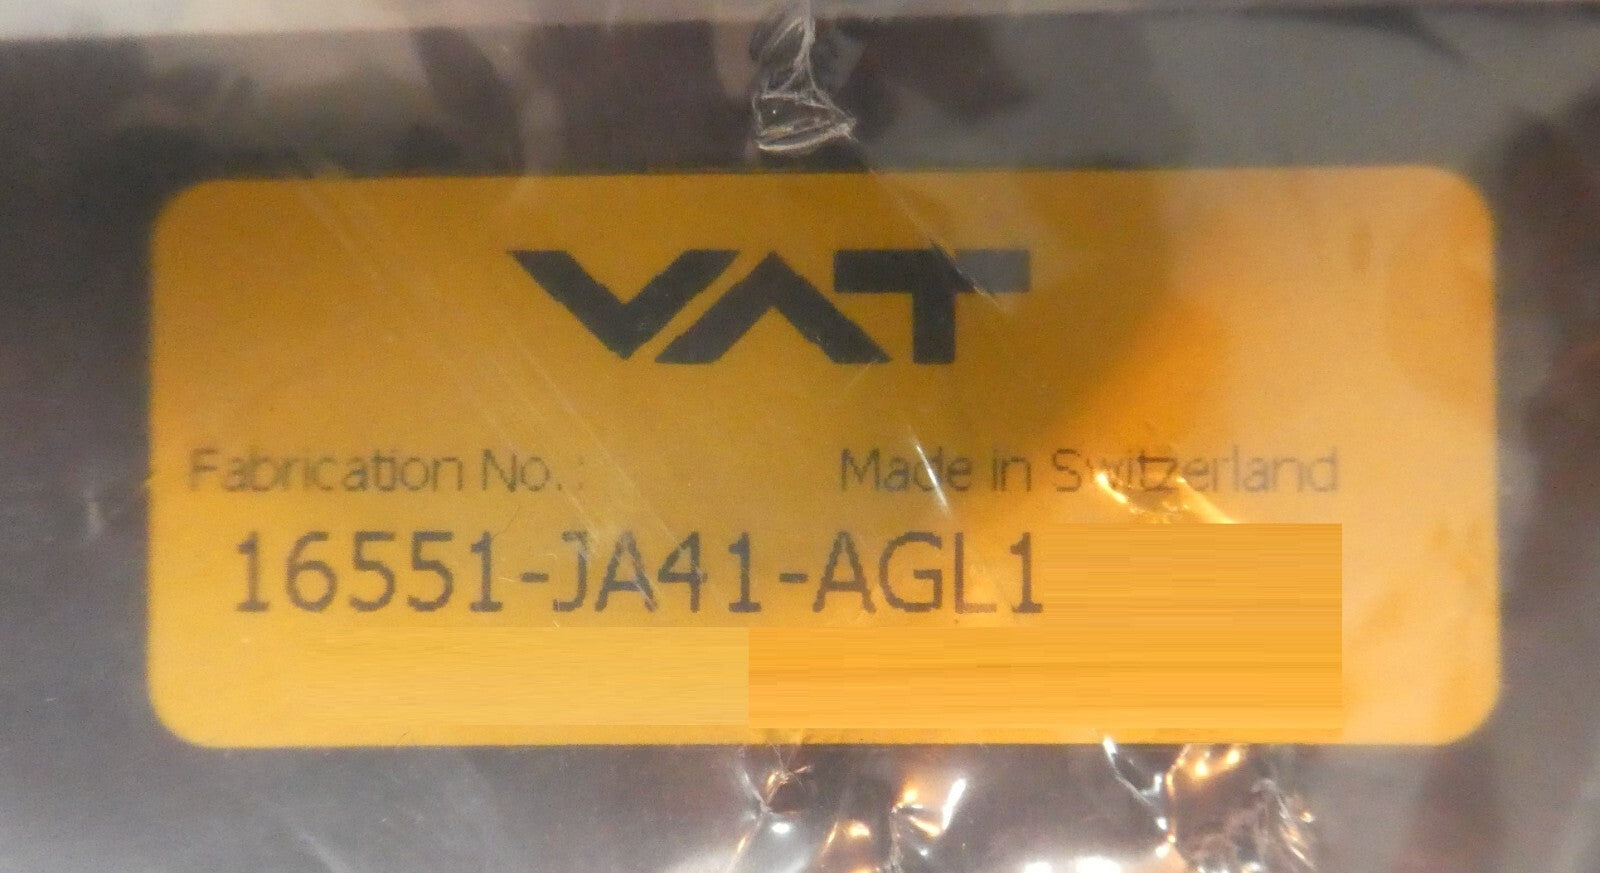 VAT
Fabrication No.: Made in Switzerland
16551-JA41-AGL1